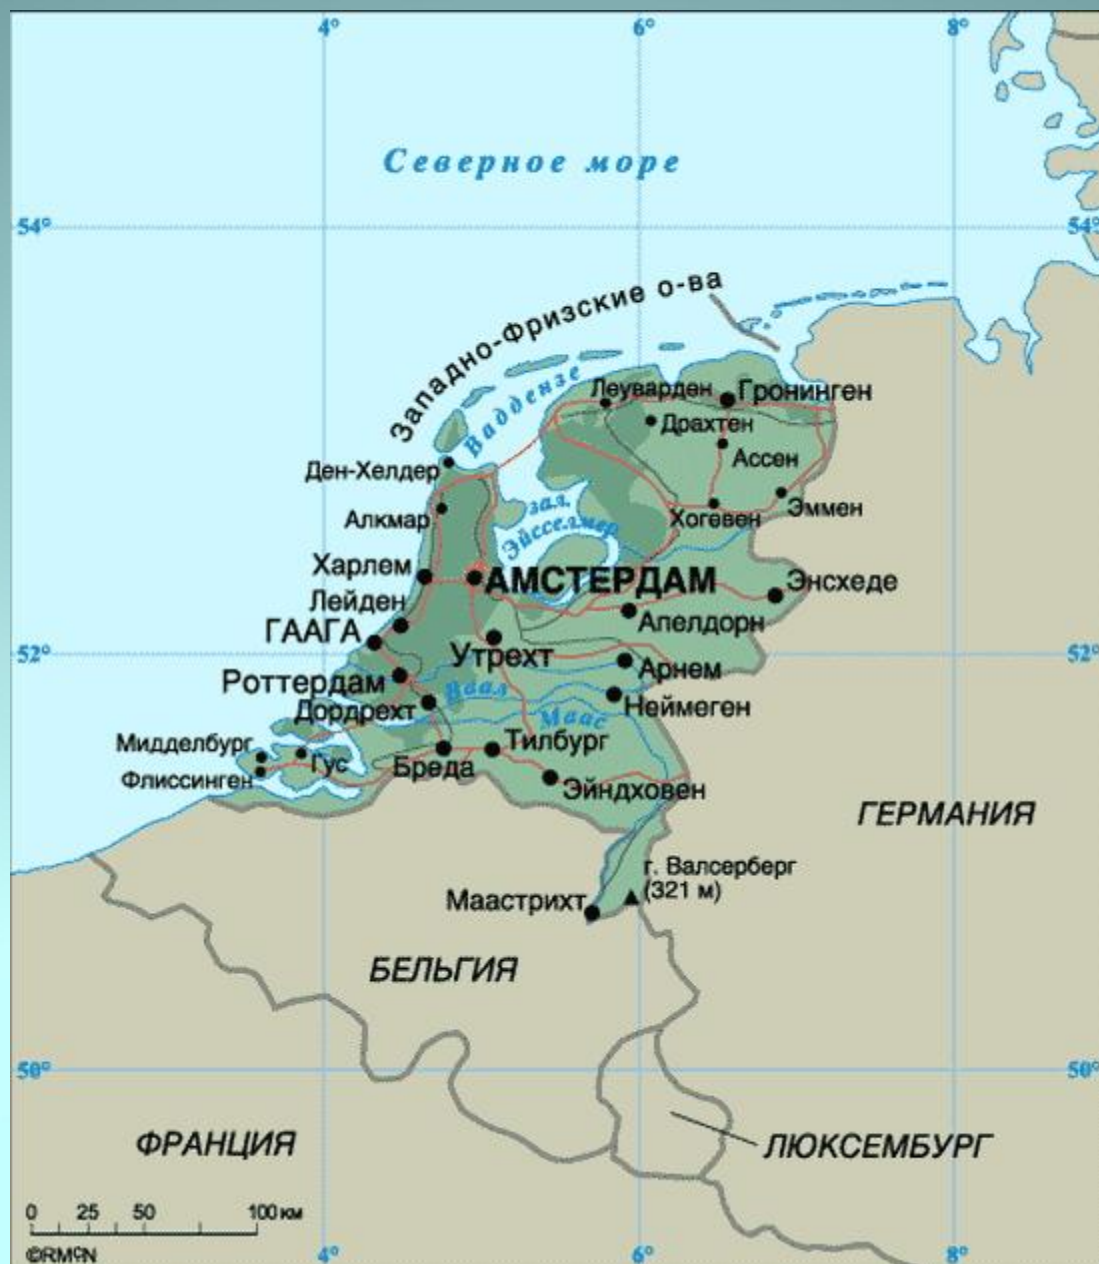 4° 6° 8°
Северное море
54° 54°
Западно-Фризские о-ва
Ваддензе
Леуварден
Гронинген
Драхтен
Ассен
Ден-Хелдер
Алкмар
зал.
Эйсселмер
Хогевен
Эммен
Харлем
АМСТЕРДАМ
Энсхеде
Лейден
Апелдорн
ГААГА
52° 52°
Утрехт
Арнем
Роттердам
Ваал
Неймеген
Дордрехт
Маас
Мидделбург
Гус
Тилбург
Флиссинген
Бреда
Эйндховен
ГЕРМАНИЯ
г. Валсерберг
(321 м)
Маастрихт
БЕЛЬГИЯ
50° 50°
ФРАНЦИЯ
ЛЮКСЕМБУРГ
0 25 50 100 км
©RMcN
4° 6° 8°